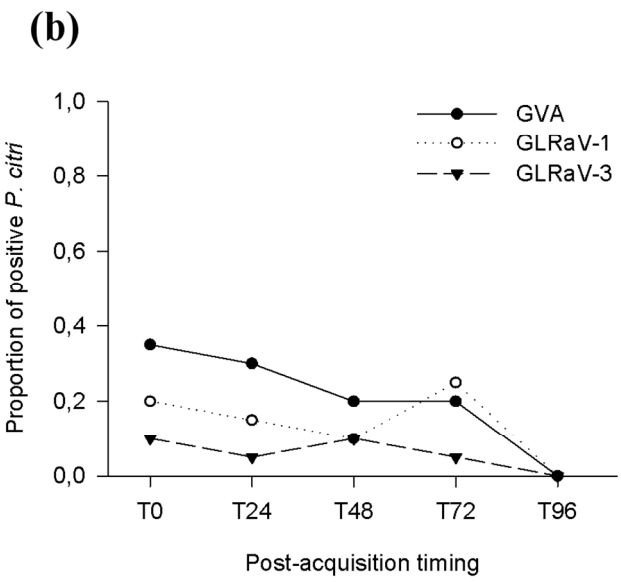 (b)
Proportion of positive P. citri
1,0
0,8
0,6
0,4
0,2
0,0
GVA
GLRaV-1
GLRaV-3
T0 T24 T48 T72 T96
Post-acquisition timing